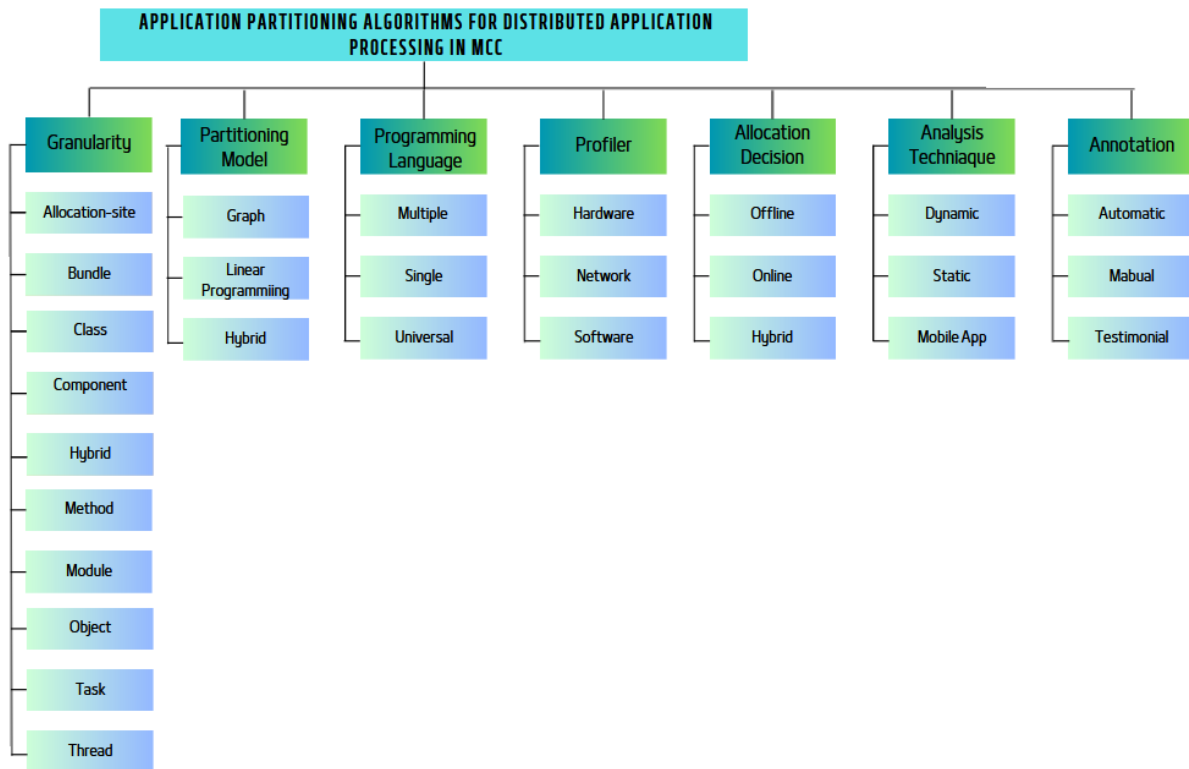 APPLICATION PARTITIONING ALGORITHMS FOR DISTRIBUTED APPLICATION
PROCESSING IN MCC
Granularity
Allocation-site
Bundle
Class
Component
Hybrid
Method
Module
Object
Task
Thread
Partitioning
Model
Graph
Linear
Programmiing
Hybrid
Programming
Language
Multiple
Single
Universal
Profiler
Hardware
Network
Software
Allocation
Decision
Offline
Online
Hybrid
Analysis
Techniaque
Dynamic
Static
Mobile App
Annotation
Automatic
Mabual
Testimonial